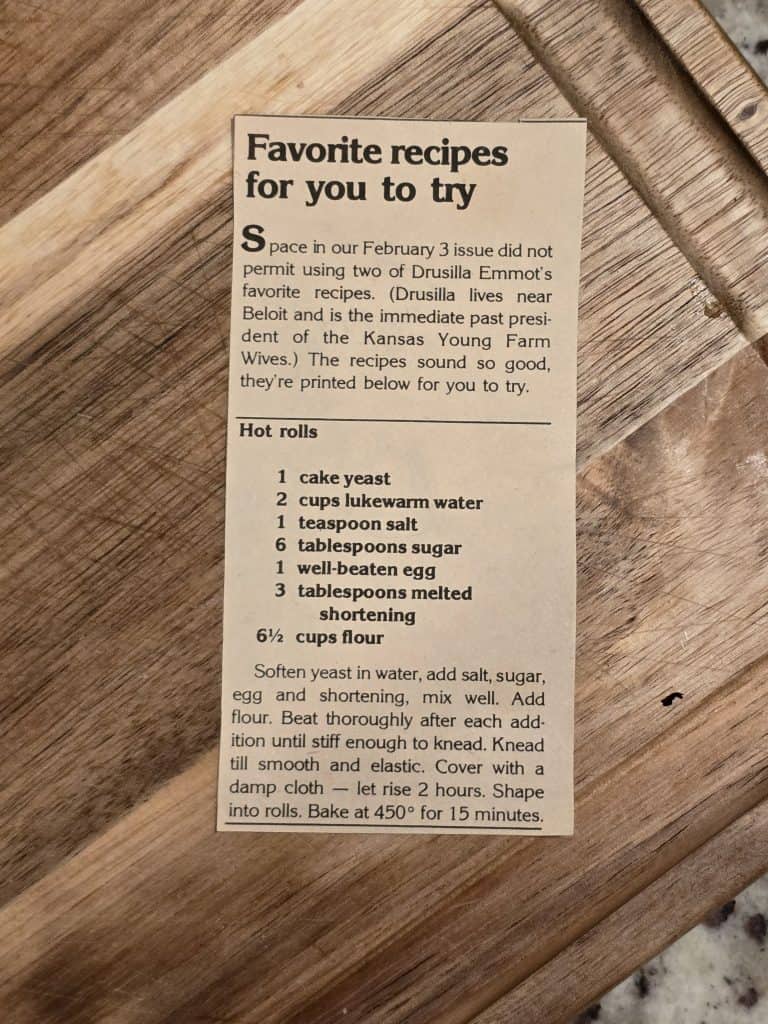 Favorite recipes
for you to try
Space in our February 3 issue did not
permit using two of Drusilla Emmot's
favorite recipes. (Drusilla lives near
Beloit and is the immediate past presi-
dent of the Kansas Young Farm
Wives.) The recipes sound so good,
they're printed below for you to try.
Hot rolls
1 cake yeast
2 cups lukewarm water
1 teaspoon salt
6 tablespoons sugar
1 well-beaten egg
3 tablespoons melted
shortening
6½ cups flour
Soften yeast in water, add salt, sugar,
egg and shortening, mix well. Add
flour. Beat thoroughly after each add-
ition until stiff enough to knead. Knead
till smooth and elastic. Cover with a
damp cloth — let rise 2 hours. Shape
into rolls. Bake at 450° for 15 minutes.